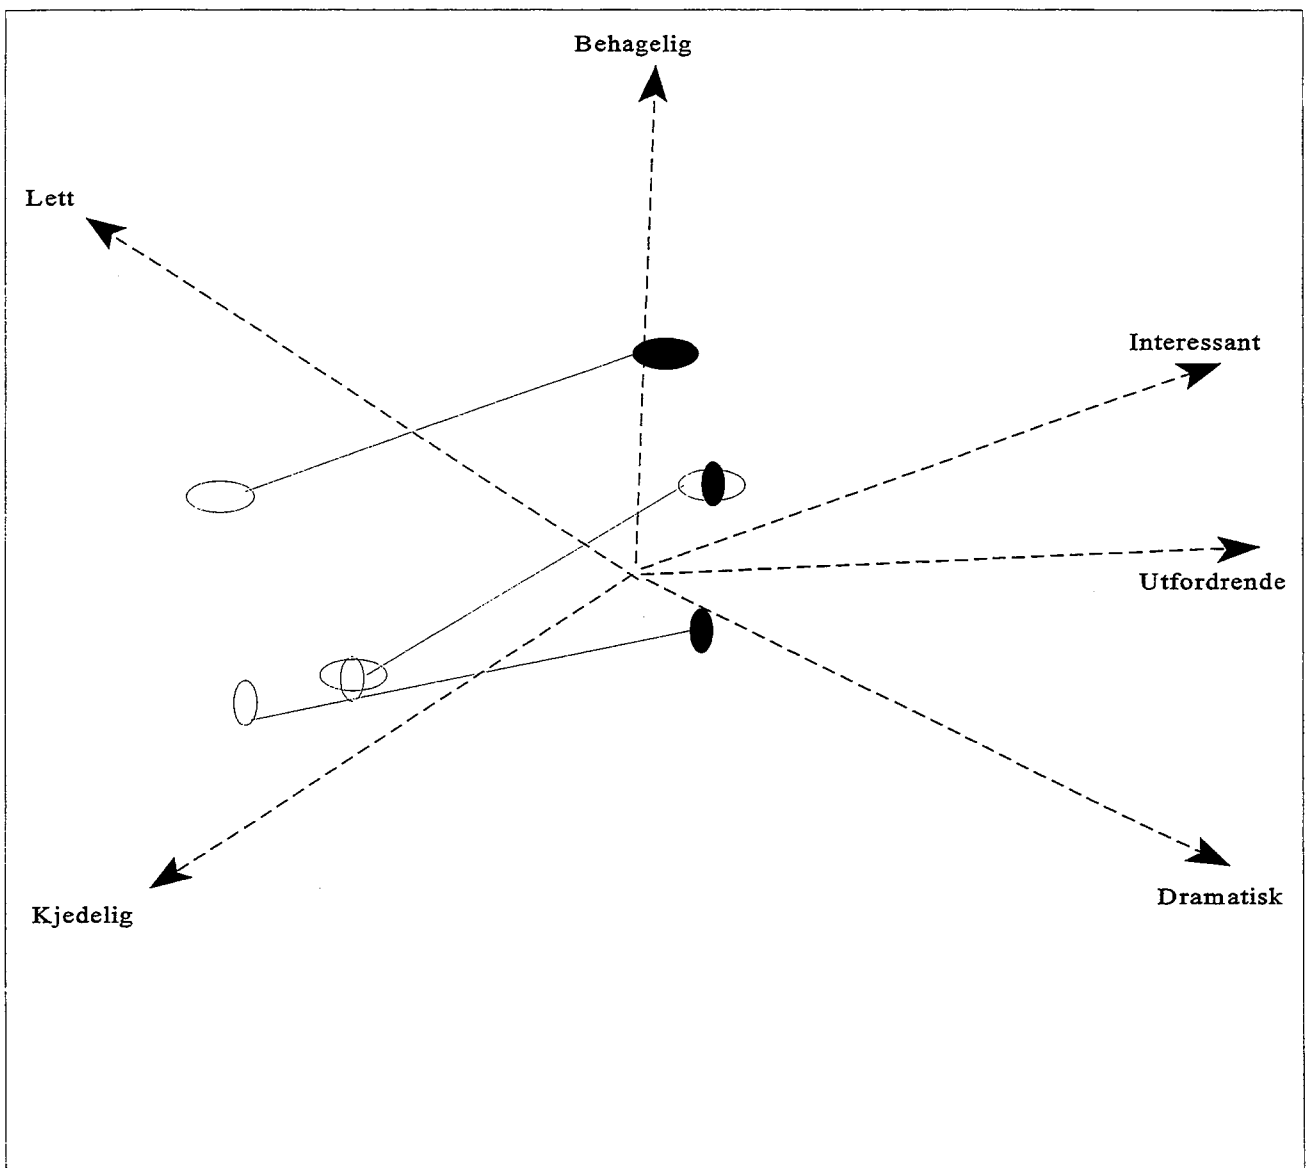 Behagelig
Lett
Interessant
Utfordrende
Dramatisk
Kjedelig